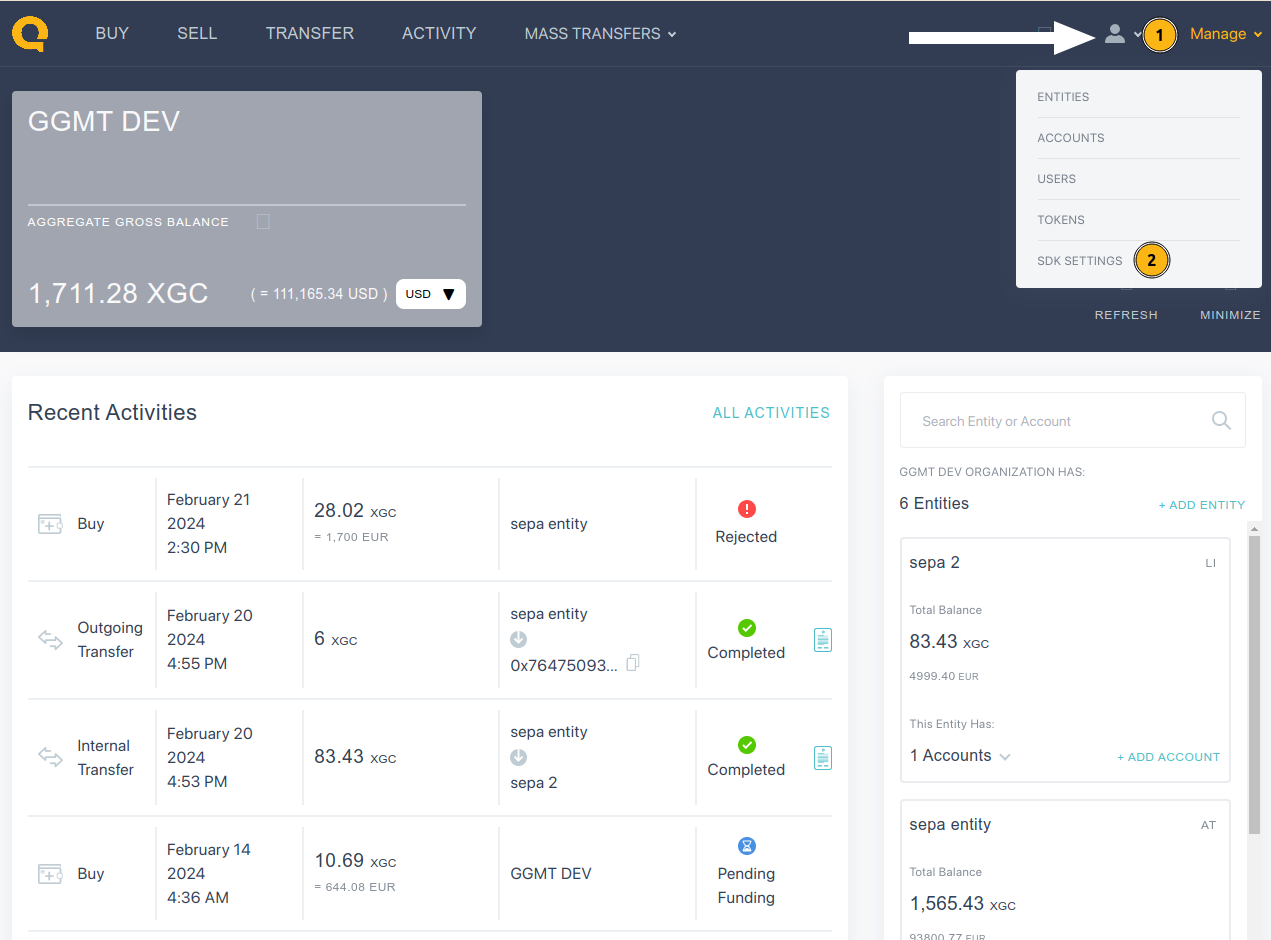 BUY
SELL
TRANSFER
ACTIVITY
MASS TRANSFERS
1
Manage
ENTITIES
ACCOUNTS
USERS
TOKENS
SDK SETTINGS
2
GGMT DEV
AGGREGATE GROSS BALANCE
1,711.28 XGC
( = 111,165.34 USD )
USD
REFRESH
MINIMIZE
Recent Activities
ALL ACTIVITIES
Buy
February 21
2024
2:30 PM
28.02 XGC
= 1,700 EUR
sepa entity
Rejected
Outgoing
Transfer
February 20
2024
4:55 PM
6 XGC
sepa entity
0x76475093...
Completed
Internal
Transfer
February 20
2024
4:53 PM
83.43 XGC
sepa entity
sepa 2
Completed
Buy
February 14
2024
4:36 AM
10.69 XGC
= 644.08 EUR
GGMT DEV
Pending
Funding
Search Entity or Account
GGMT DEV ORGANIZATION HAS:
6 Entities
+ ADD ENTITY
sepa 2
LI
Total Balance
83.43 XGC
4999.40 EUR
This Entity Has:
1 Accounts
+ ADD ACCOUNT
sepa entity
AT
Total Balance
1,565.43 XGC
93800.77 EUR